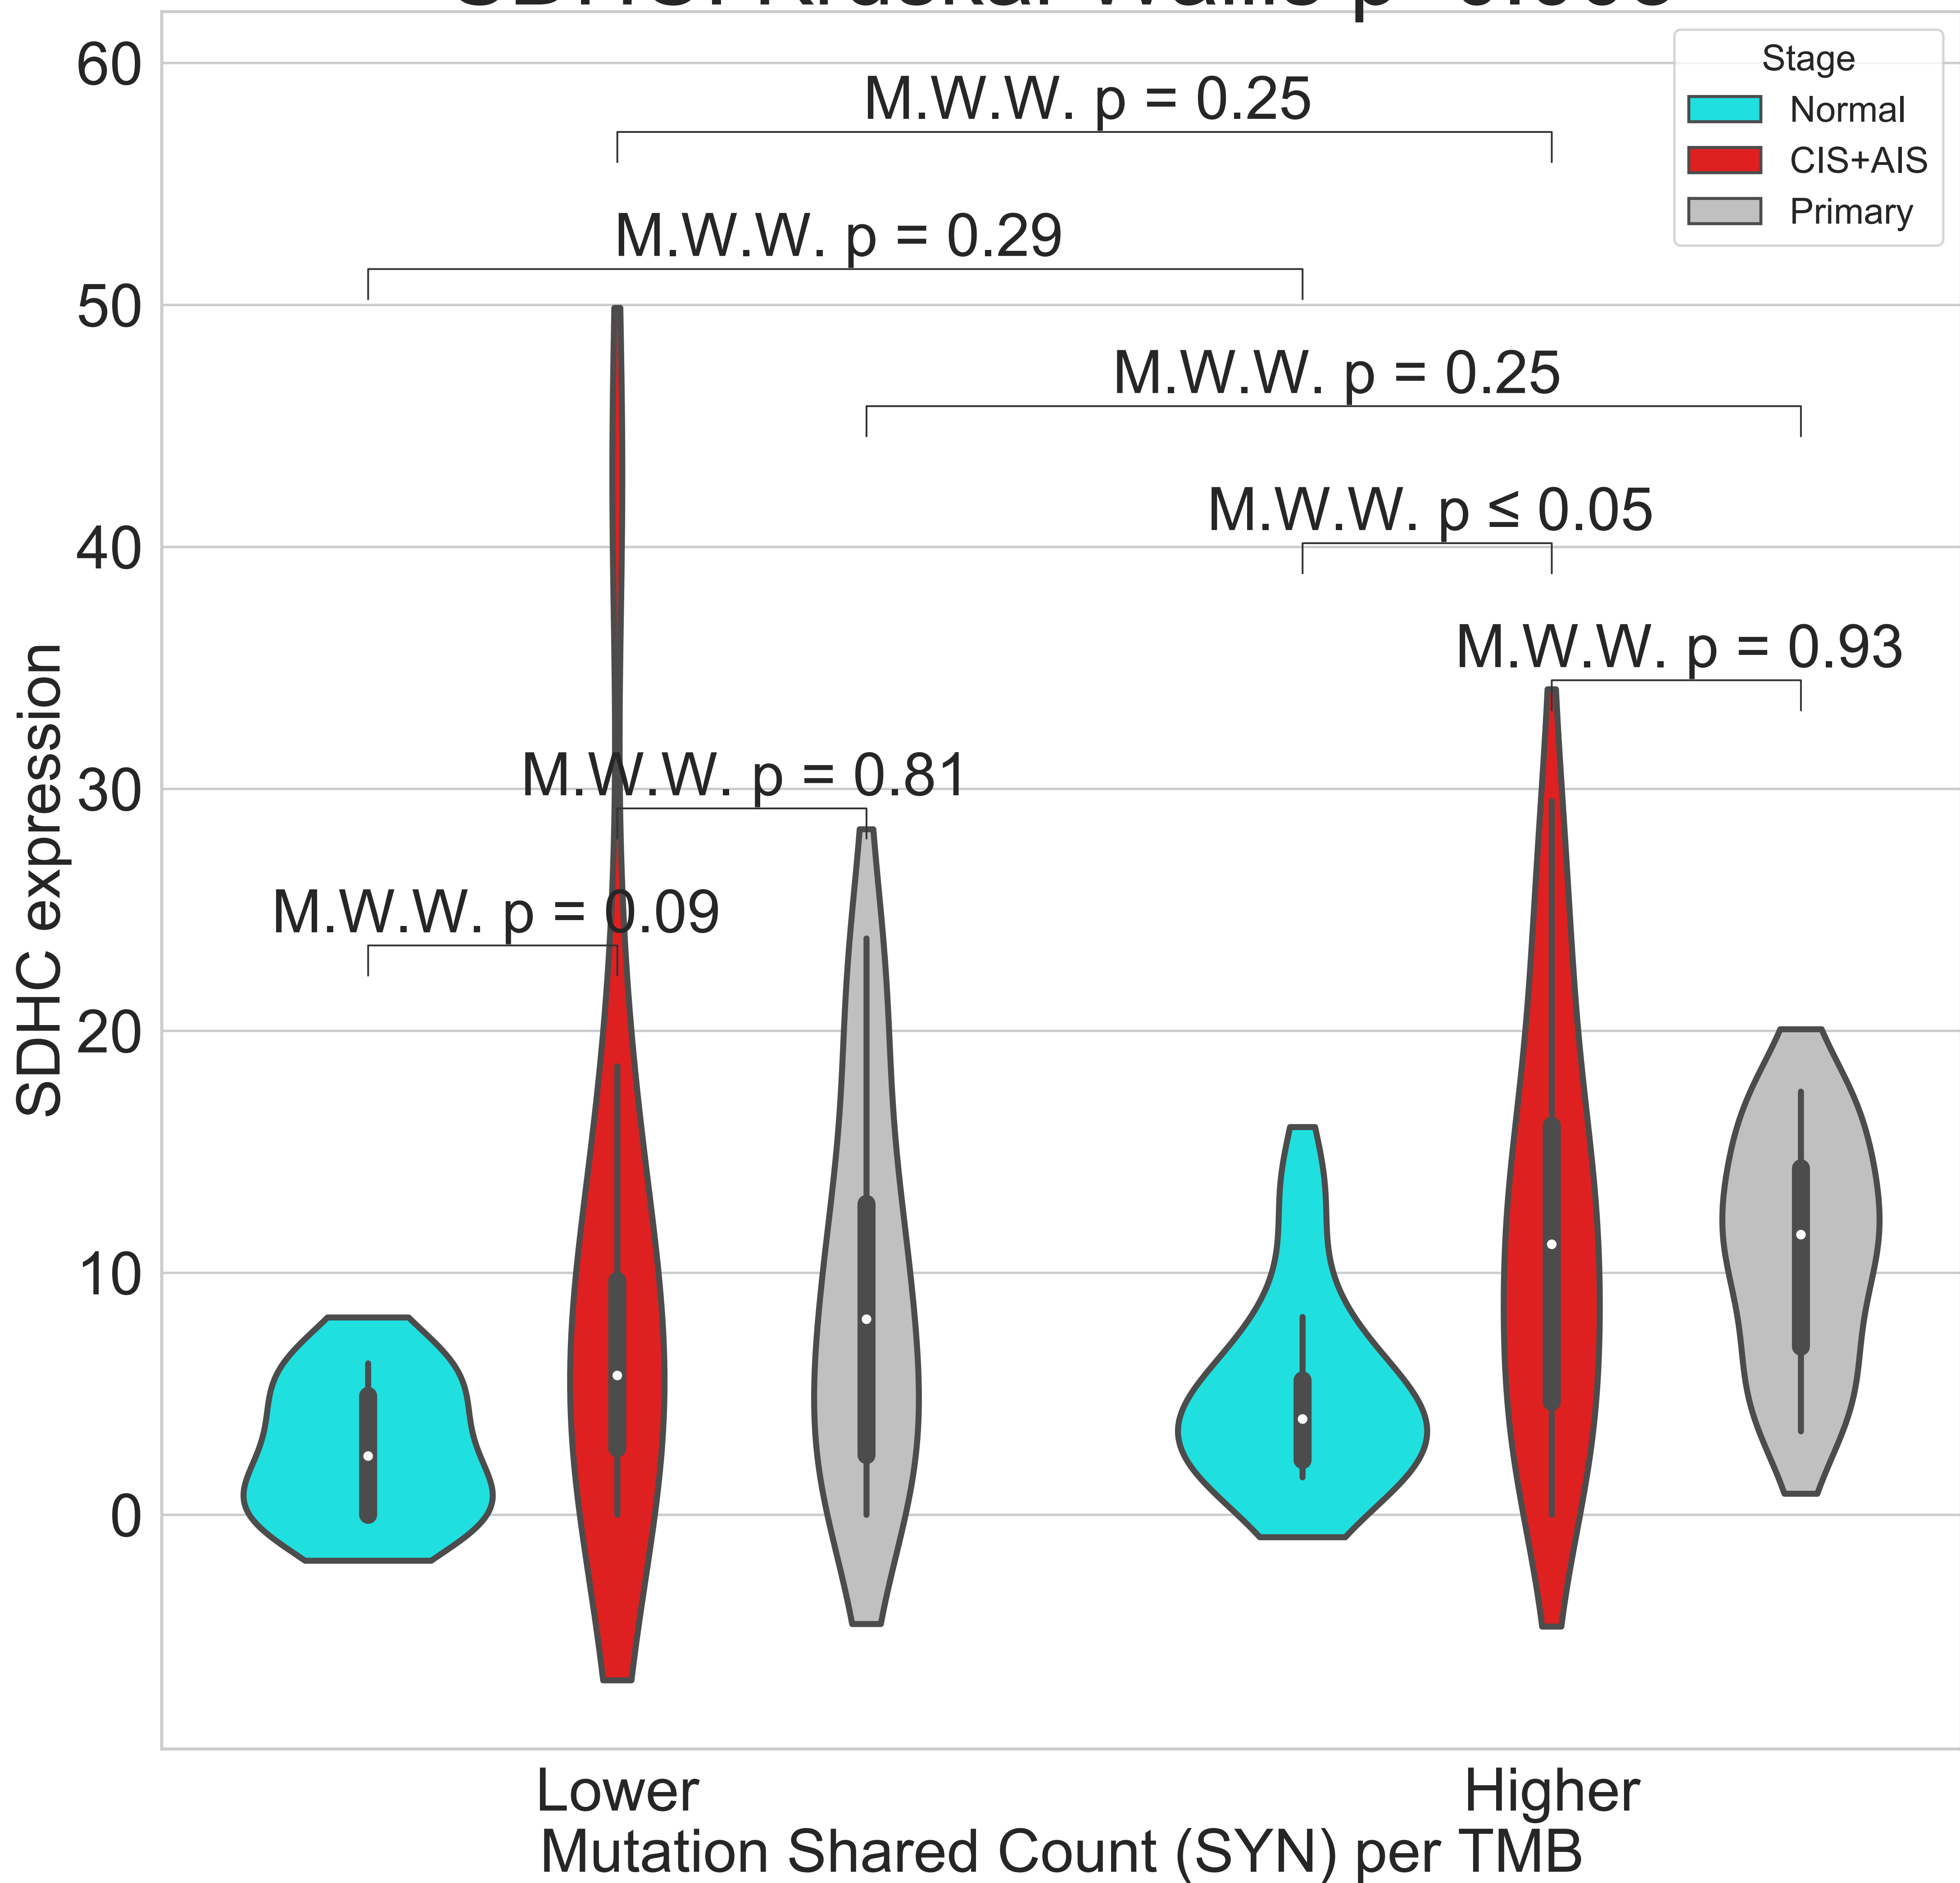 60
50
40
30
20
10
0
SDHC expression
Stage
Normal
CIS+AIS
Primary
M.W.W. p = 0.25
M.W.W. p = 0.29
M.W.W. p = 0.25
M.W.W. p ≤ 0.05
M.W.W. p = 0.93
M.W.W. p = 0.81
M.W.W. p = 0.09
Lower
Higher
Mutation Shared Count (SYN) per TMB